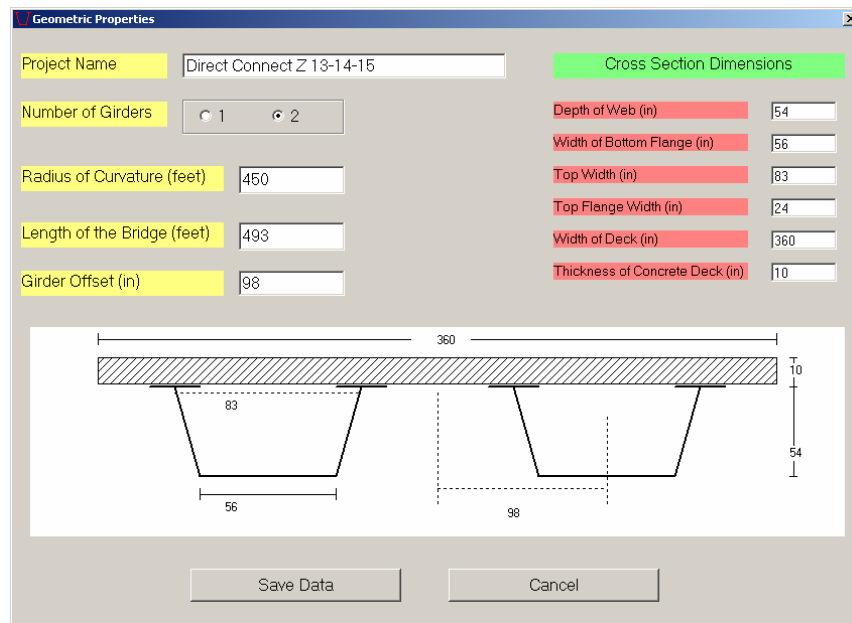 Geometric Properties
Project Name
Direct Connect Z 13-14-15
Number of Girders
1
2
Radius of Curvature (feet)
450
Length of the Bridge (feet)
493
Girder Offset (in)
98
Cross Section Dimensions
Depth of Web (in)
54
Width of Bottom Flange (in)
56
Top Width (in)
83
Top Flange Width (in)
24
Width of Deck (in)
360
Thickness of Concrete Deck (in)
10
360
10
83
54
56
98
Save Data
Cancel